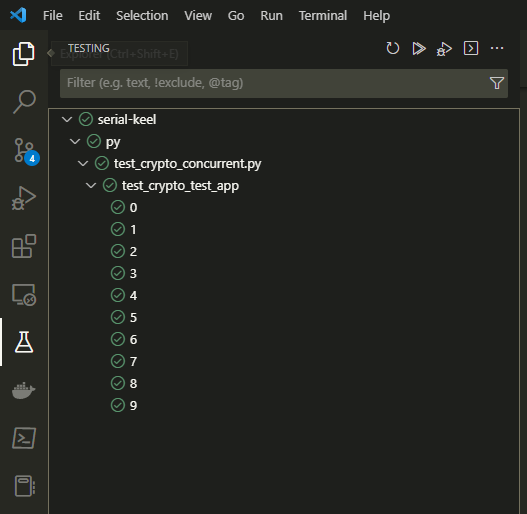 File Edit Selection View Go Run Terminal Help
TESTING
Explorer (Ctrl+Shift+E)
Filter (e.g. text, !exclude, @tag)
serial-keel
py
4
test_crypto_concurrent.py
test_crypto_test_app
0
1
2
3
4
5
6
7
8
9